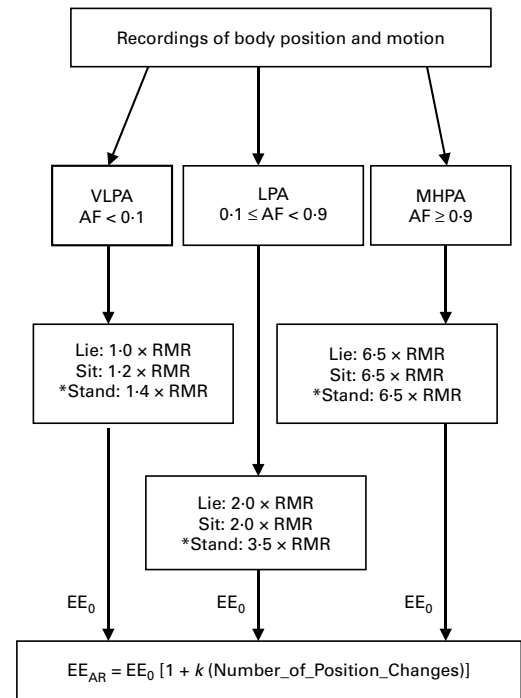 Recordings of body position and motion
VLPA
AF < 0·1
LPA
0·1 ≤ AF < 0·9
MHPA
AF ≥ 0·9
Lie: 1·0 × RMR
Sit: 1·2 × RMR
*Stand: 1·4 × RMR
Lie: 6·5 × RMR
Sit: 6·5 × RMR
*Stand: 6·5 × RMR
Lie: 2·0 × RMR
Sit: 2·0 × RMR
*Stand: 3·5 × RMR
EE₀
EE₀
EE₀
EE_AR = EE₀ [1 + k (Number_of_Position_Changes)]